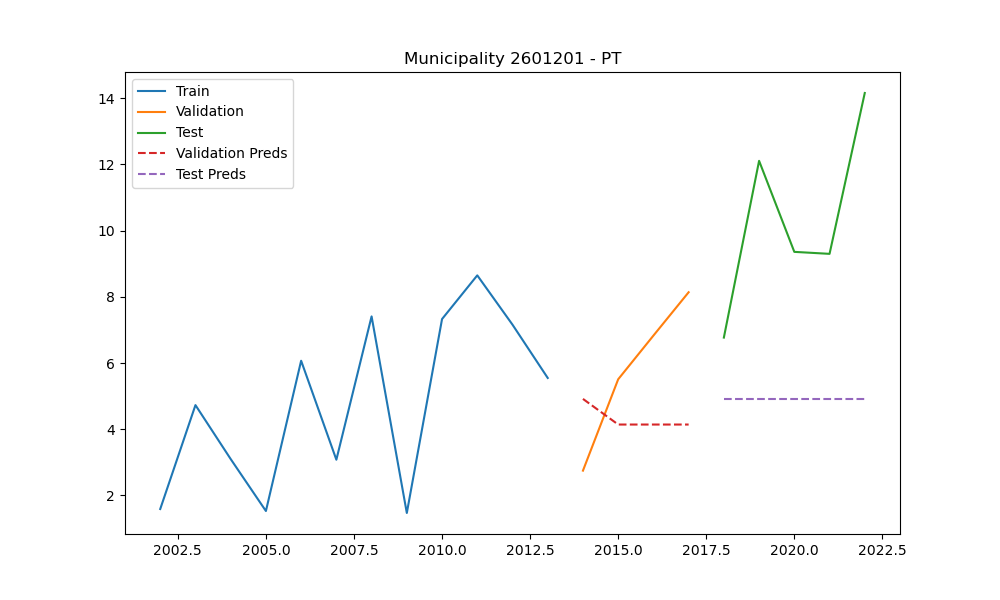 Municipality 2601201 - PT
Train
Validation
Test
Validation Preds
Test Preds
14
12
10
8
6
4
2
2002.5 2005.0 2007.5 2010.0 2012.5 2015.0 2017.5 2020.0 2022.5